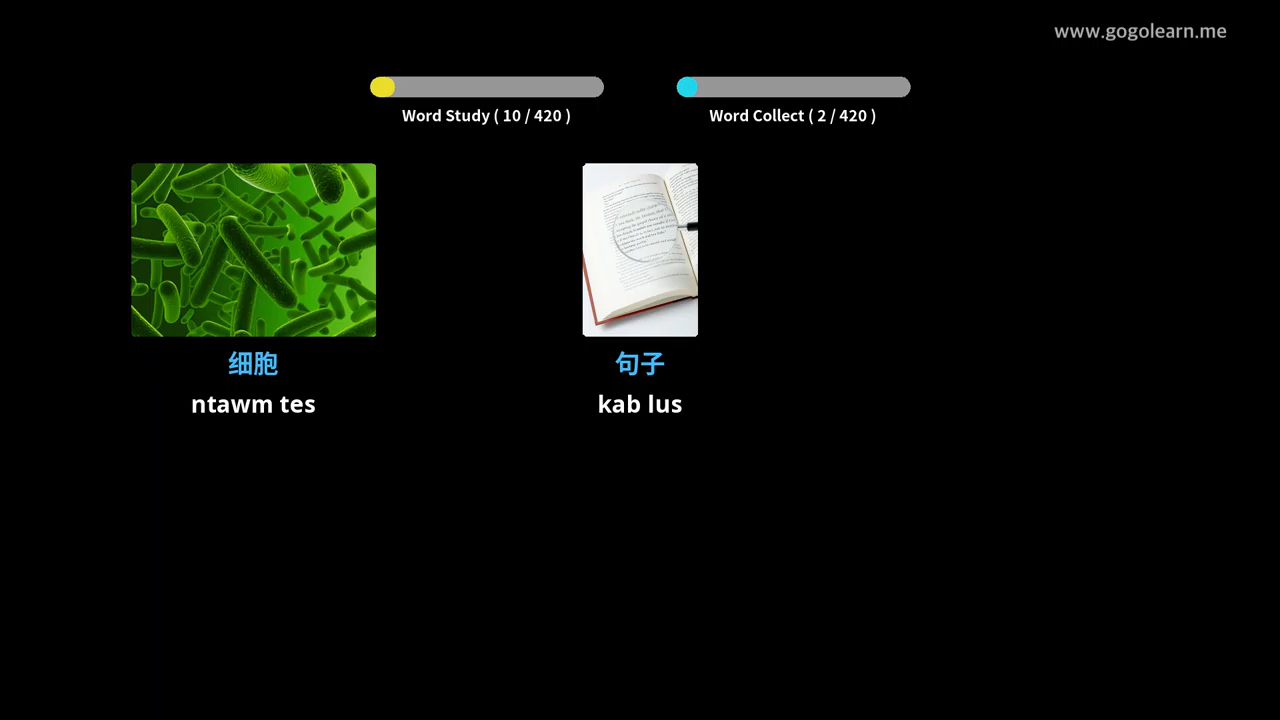 www.gogolearn.me
Word Study ( 10 / 420 )
Word Collect ( 2 / 420 )
细胞
句子
ntawm tes
kab lus